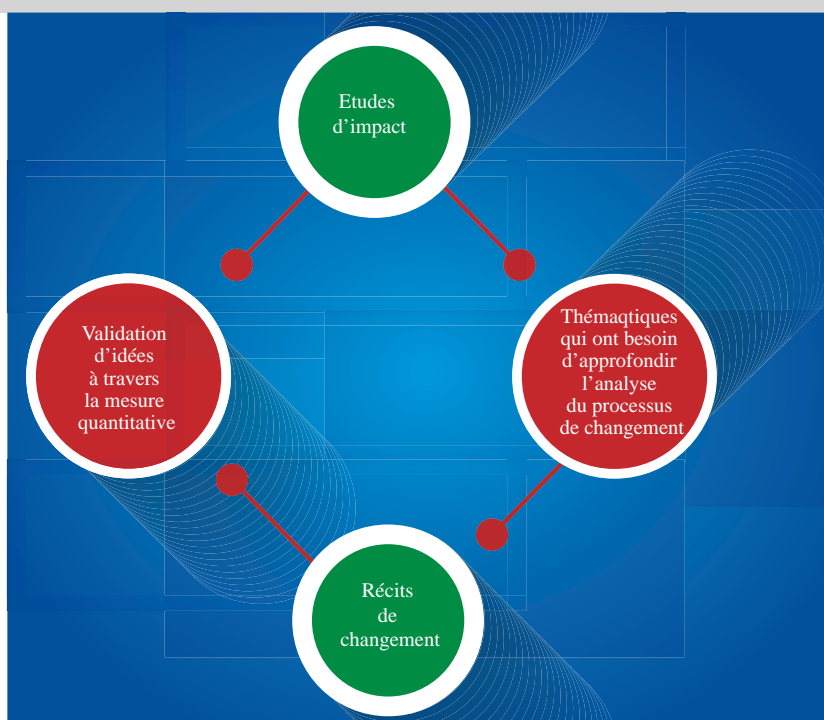 Etudes
d’impact
Validation
d’idées
à travers
la mesure
quantitative
Thémaqtiques
qui ont besoin
d’approfondir
l’analyse
du processus
de changement
Récits
de
changement